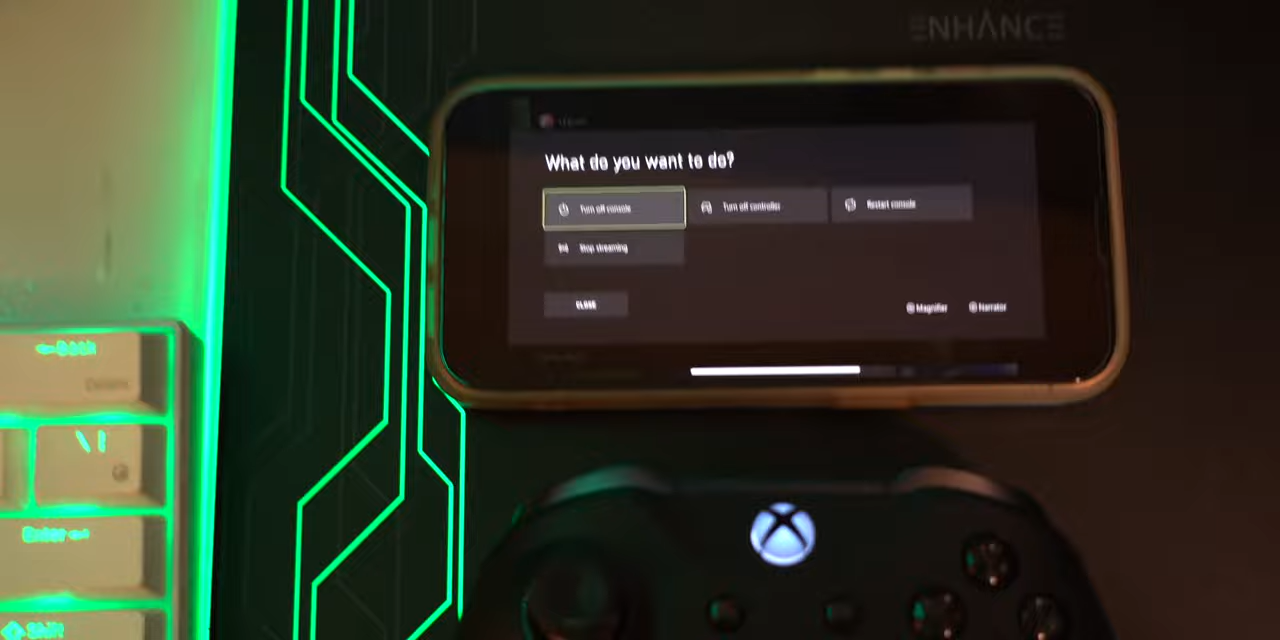 ENHANCE
What do you want to do?
Turn off console
Turn off controller
Restart console
Stop streaming
CLOSE
Magnifier
Narrator
Back
Delete
\ |
Enter
Shift